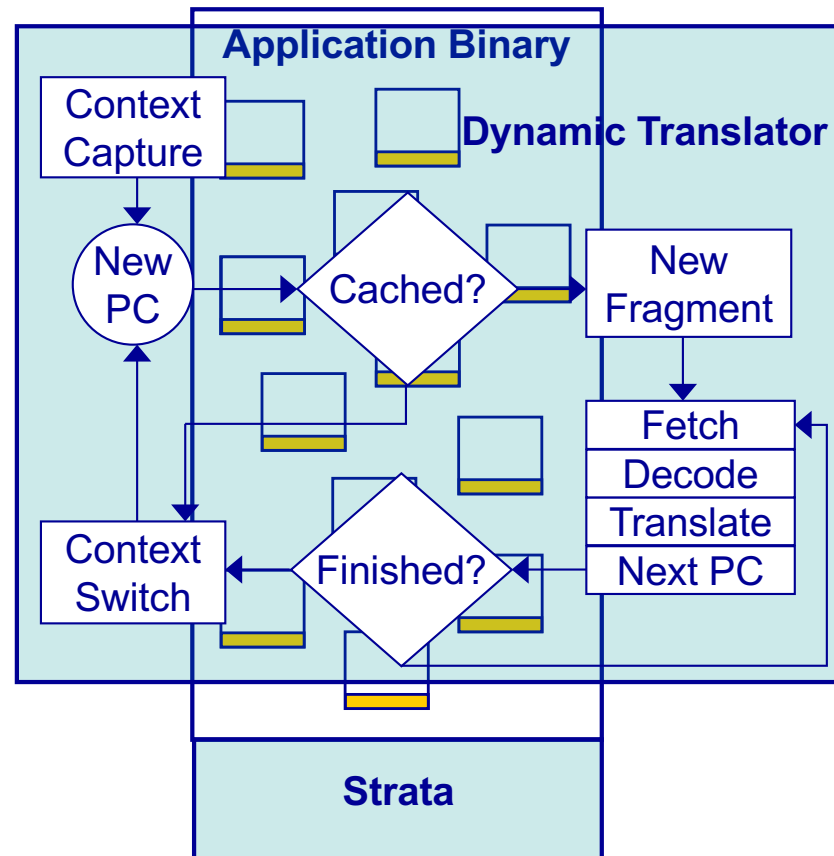 Application Binary
Context
Capture
Dynamic Translator
New
PC
Cached?
New
Fragment
Fetch
Decode
Translate
Next PC
Context
Switch
Finished?
Strata